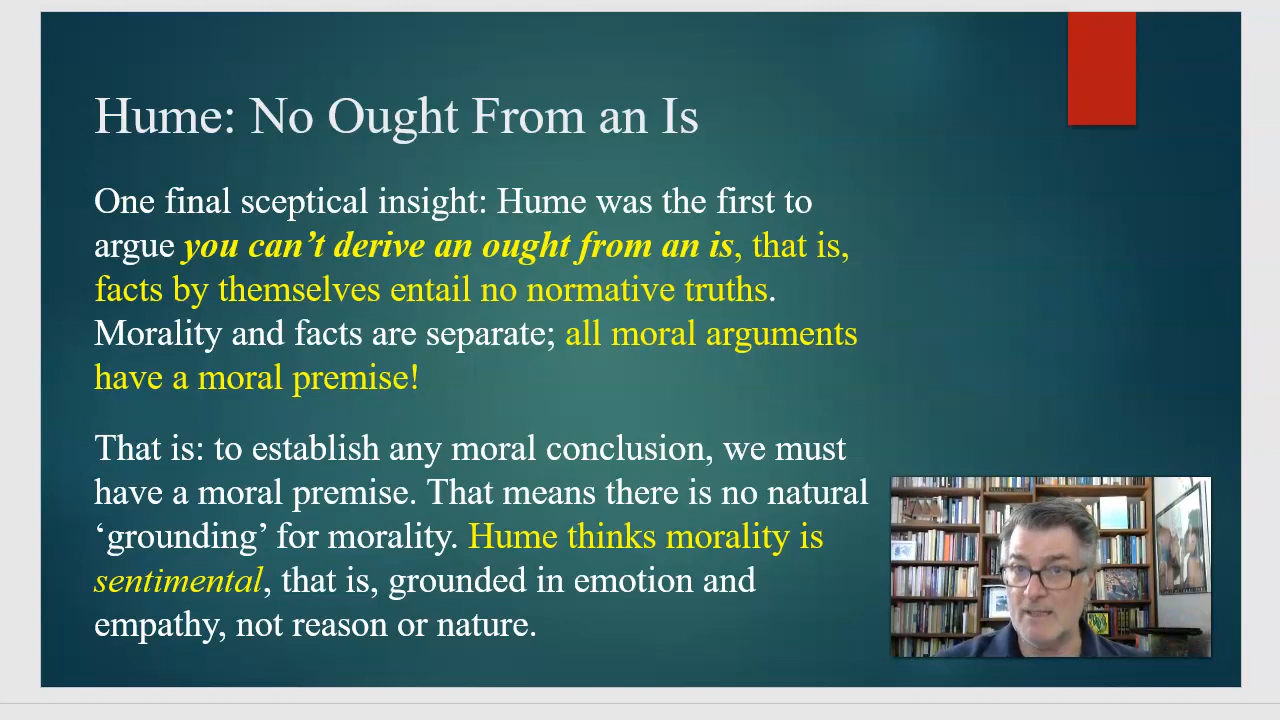 Hume: No Ought From an Is
One final sceptical insight: Hume was the first to
argue you can’t derive an ought from an is, that is,
facts by themselves entail no normative truths.
Morality and facts are separate; all moral arguments
have a moral premise!
That is: to establish any moral conclusion, we must
have a moral premise. That means there is no natural
‘grounding’ for morality. Hume thinks morality is
sentimental, that is, grounded in emotion and
empathy, not reason or nature.